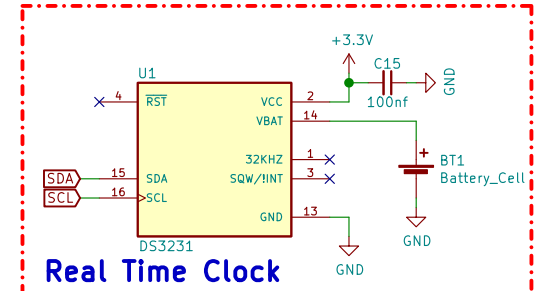 +3.3V
U1
C15
GND
100nf
4
RST
VCC
2
VBAT
14
32KHZ
1
BT1
SDA
15
SDA
SQW/!INT
3
Battery_Cell
SCL
16
SCL
GND
13
GND
DS3231
GND
Real Time Clock